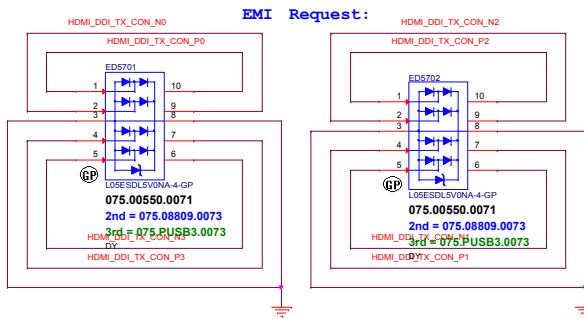 EMI Request:
HDMI_DDI_TX_CON_N0
HDMI_DDI_TX_CON_P0
ED5701
1
2
3
4
5
10
9
8
7
6
GP
L05ESDL5V0NA-4-GP
075.00550.0071
2nd = 075.08809.0073
3rd = 075.PUSB3.0073
HDMI_DDI_TX_CON_N3
DY
HDMI_DDI_TX_CON_P3
HDMI_DDI_TX_CON_N2
HDMI_DDI_TX_CON_P2
ED5702
1
2
3
4
5
10
9
8
7
6
GP
L05ESDL5V0NA-4-GP
075.00550.0071
2nd = 075.08809.0073
HDMI_DDI_TX_CON_N1
3rd = 075.PUSB3.0073
DY
HDMI_DDI_TX_CON_P1